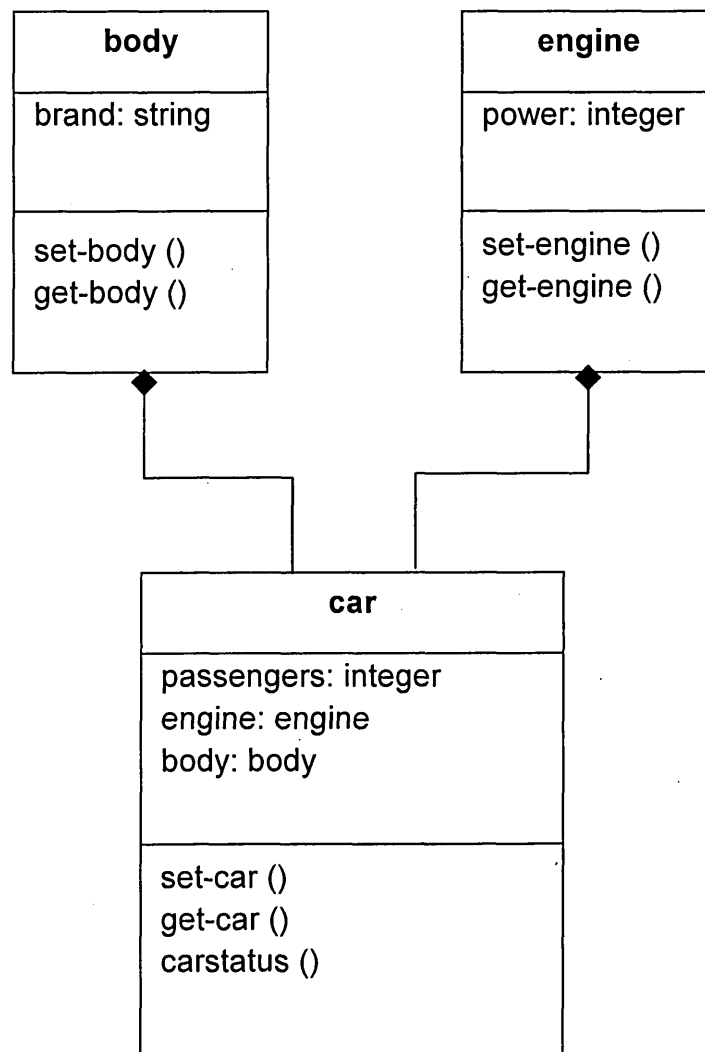 body
brand: string
set-body ()
get-body ()
engine
power: integer
set-engine ()
get-engine ()
car
passengers: integer
engine: engine
body: body
set-car ()
get-car ()
carstatus ()